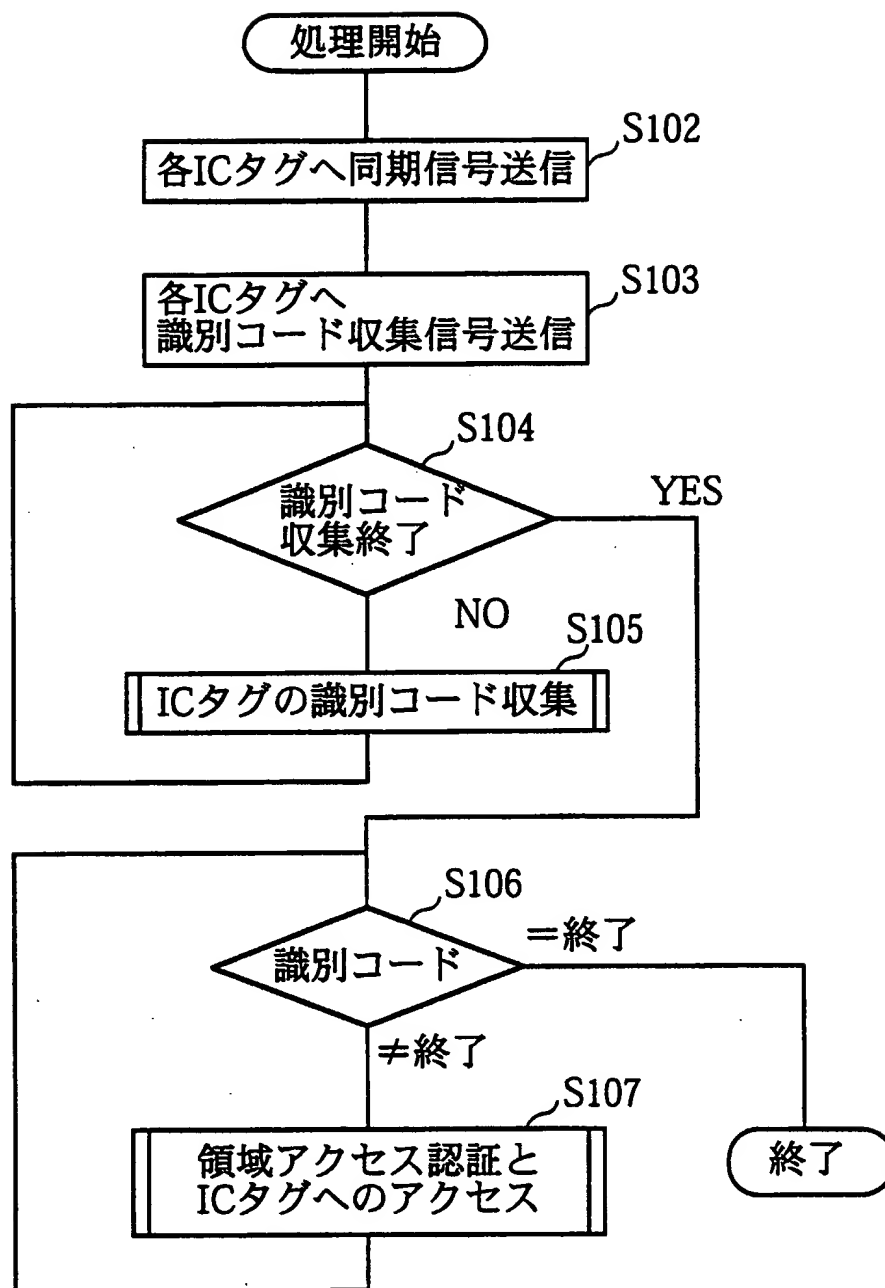 処理開始
S102
各ICタグへ同期信号送信
S103
各ICタグへ
識別コード収集信号送信
S104
識別コード
収集終了
YES
NO
S105
ICタグの識別コード収集
S106
識別コード
=終了
≠終了
S107
領域アクセス認証と
ICタグへのアクセス
終了